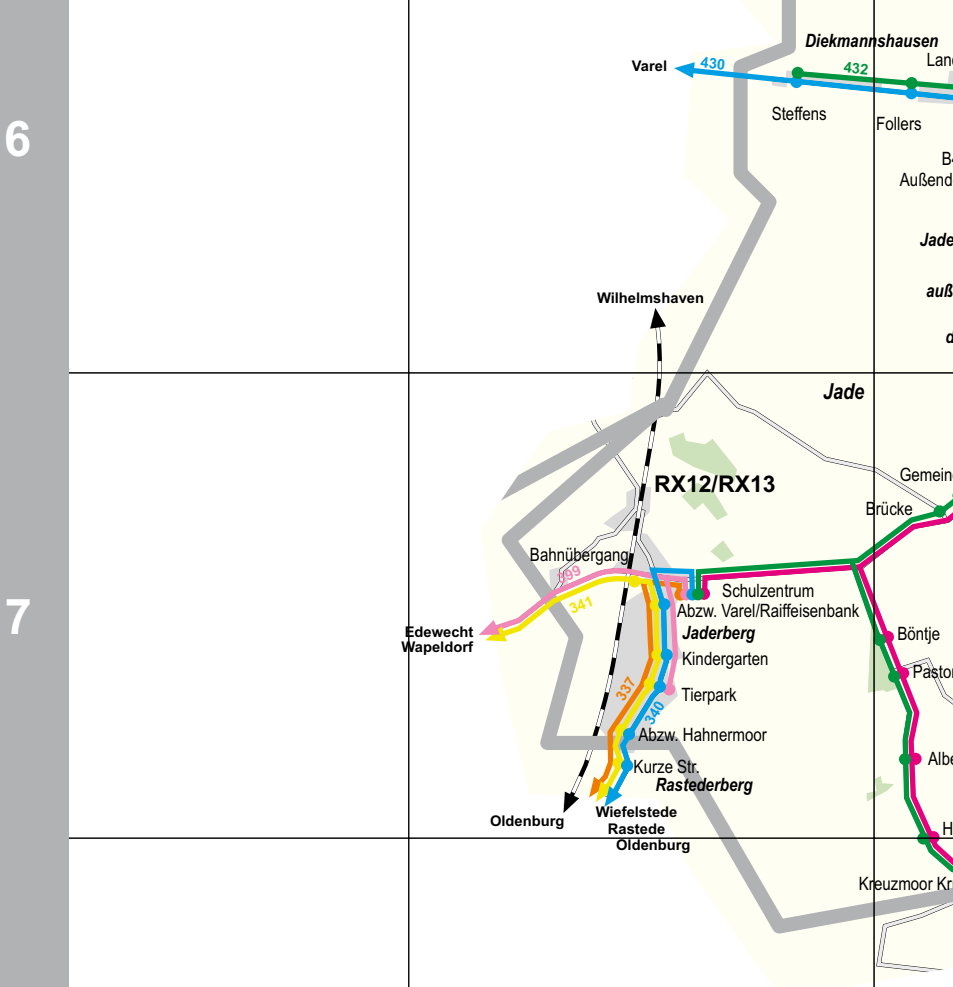 Diekmannshausen
Varel
430
432
Steffens
Follers
6
Jade
Wilhelmshaven
Jade
RX12/RX13
Brücke
Bahnübergang
399
341
Schulzentrum
Abzw. Varel/Raiffeisenbank
7
Edewecht
Wapeldorf
Jaderberg
Böntje
Kindergarten
337
Tierpark
340
Abzw. Hahnermoor
Kurze Str.
Rastederberg
Oldenburg
Wiefelstede
Rastede
Oldenburg
Kreuzmoor